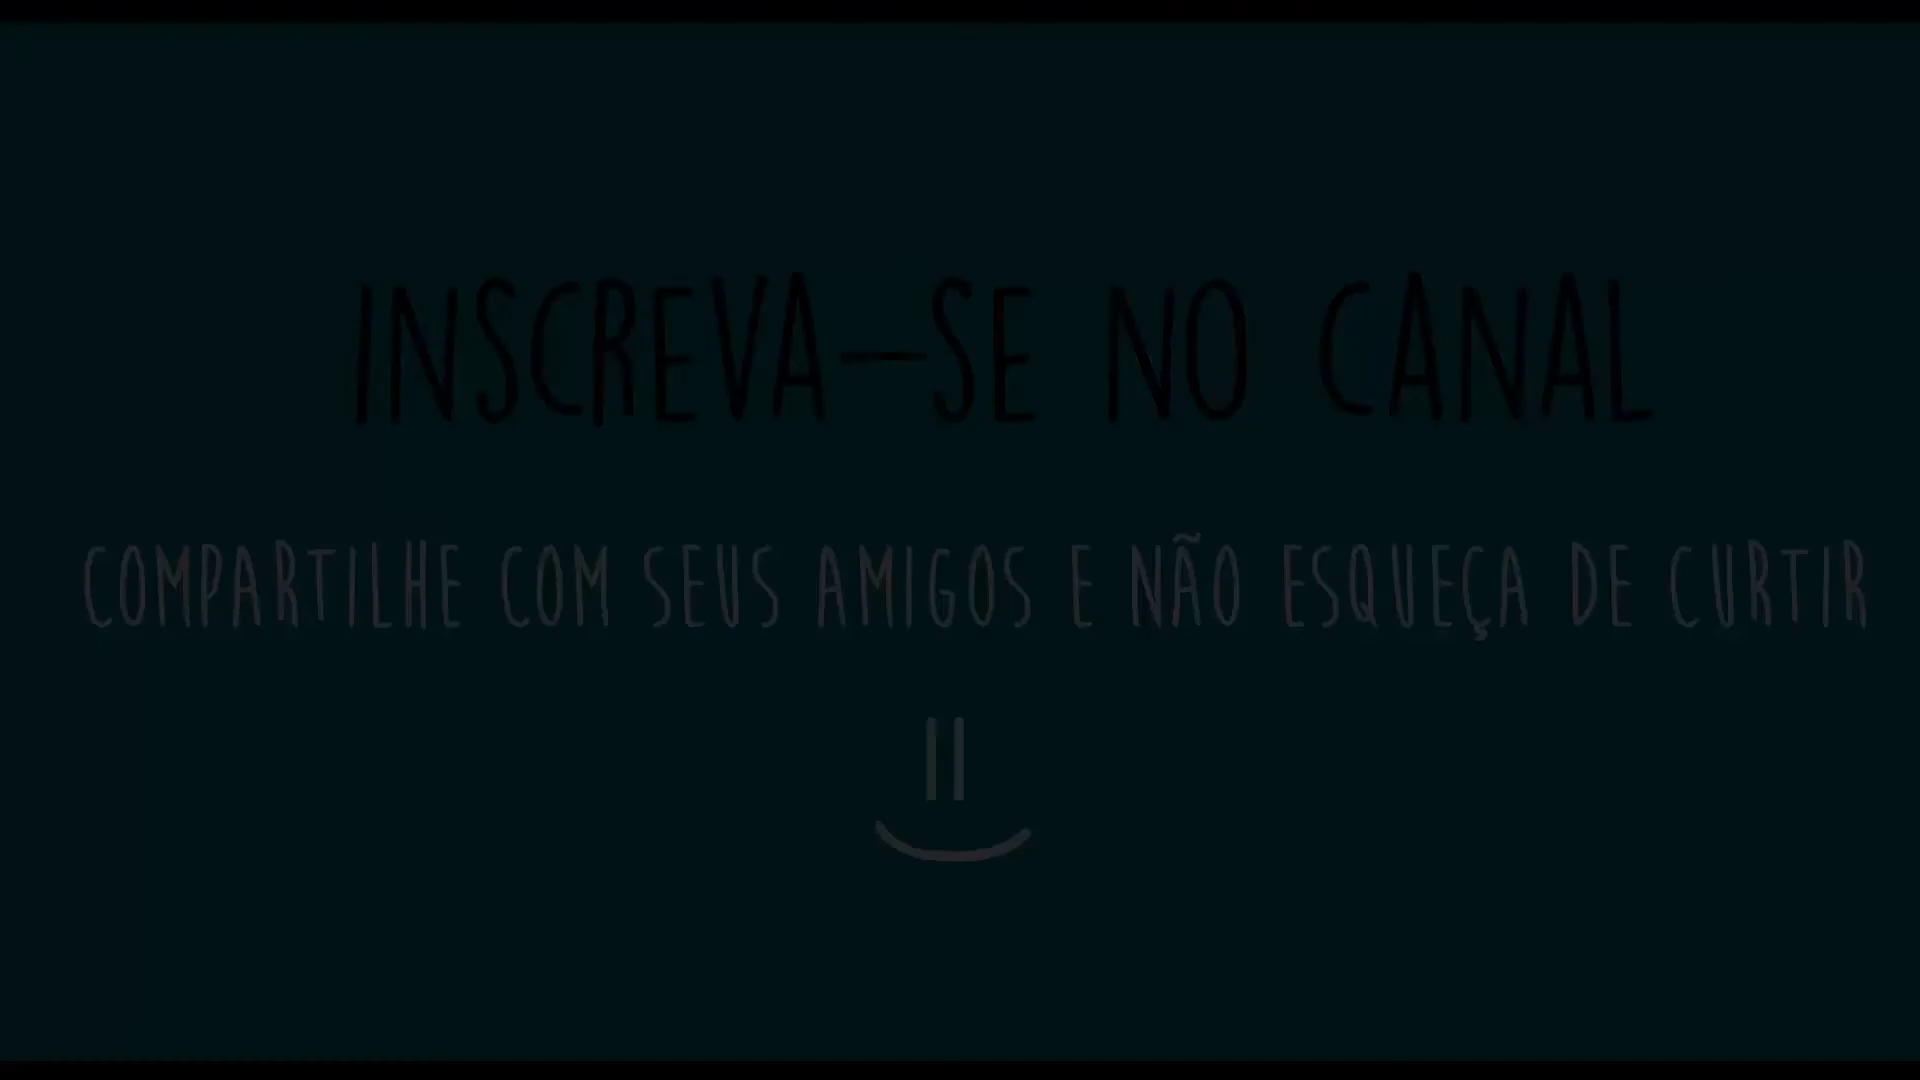 INSCREVA-SE NO CANAL
COMPARTILHE COM SEUS AMIGOS E NÃO ESQUEÇA DE CURTIR